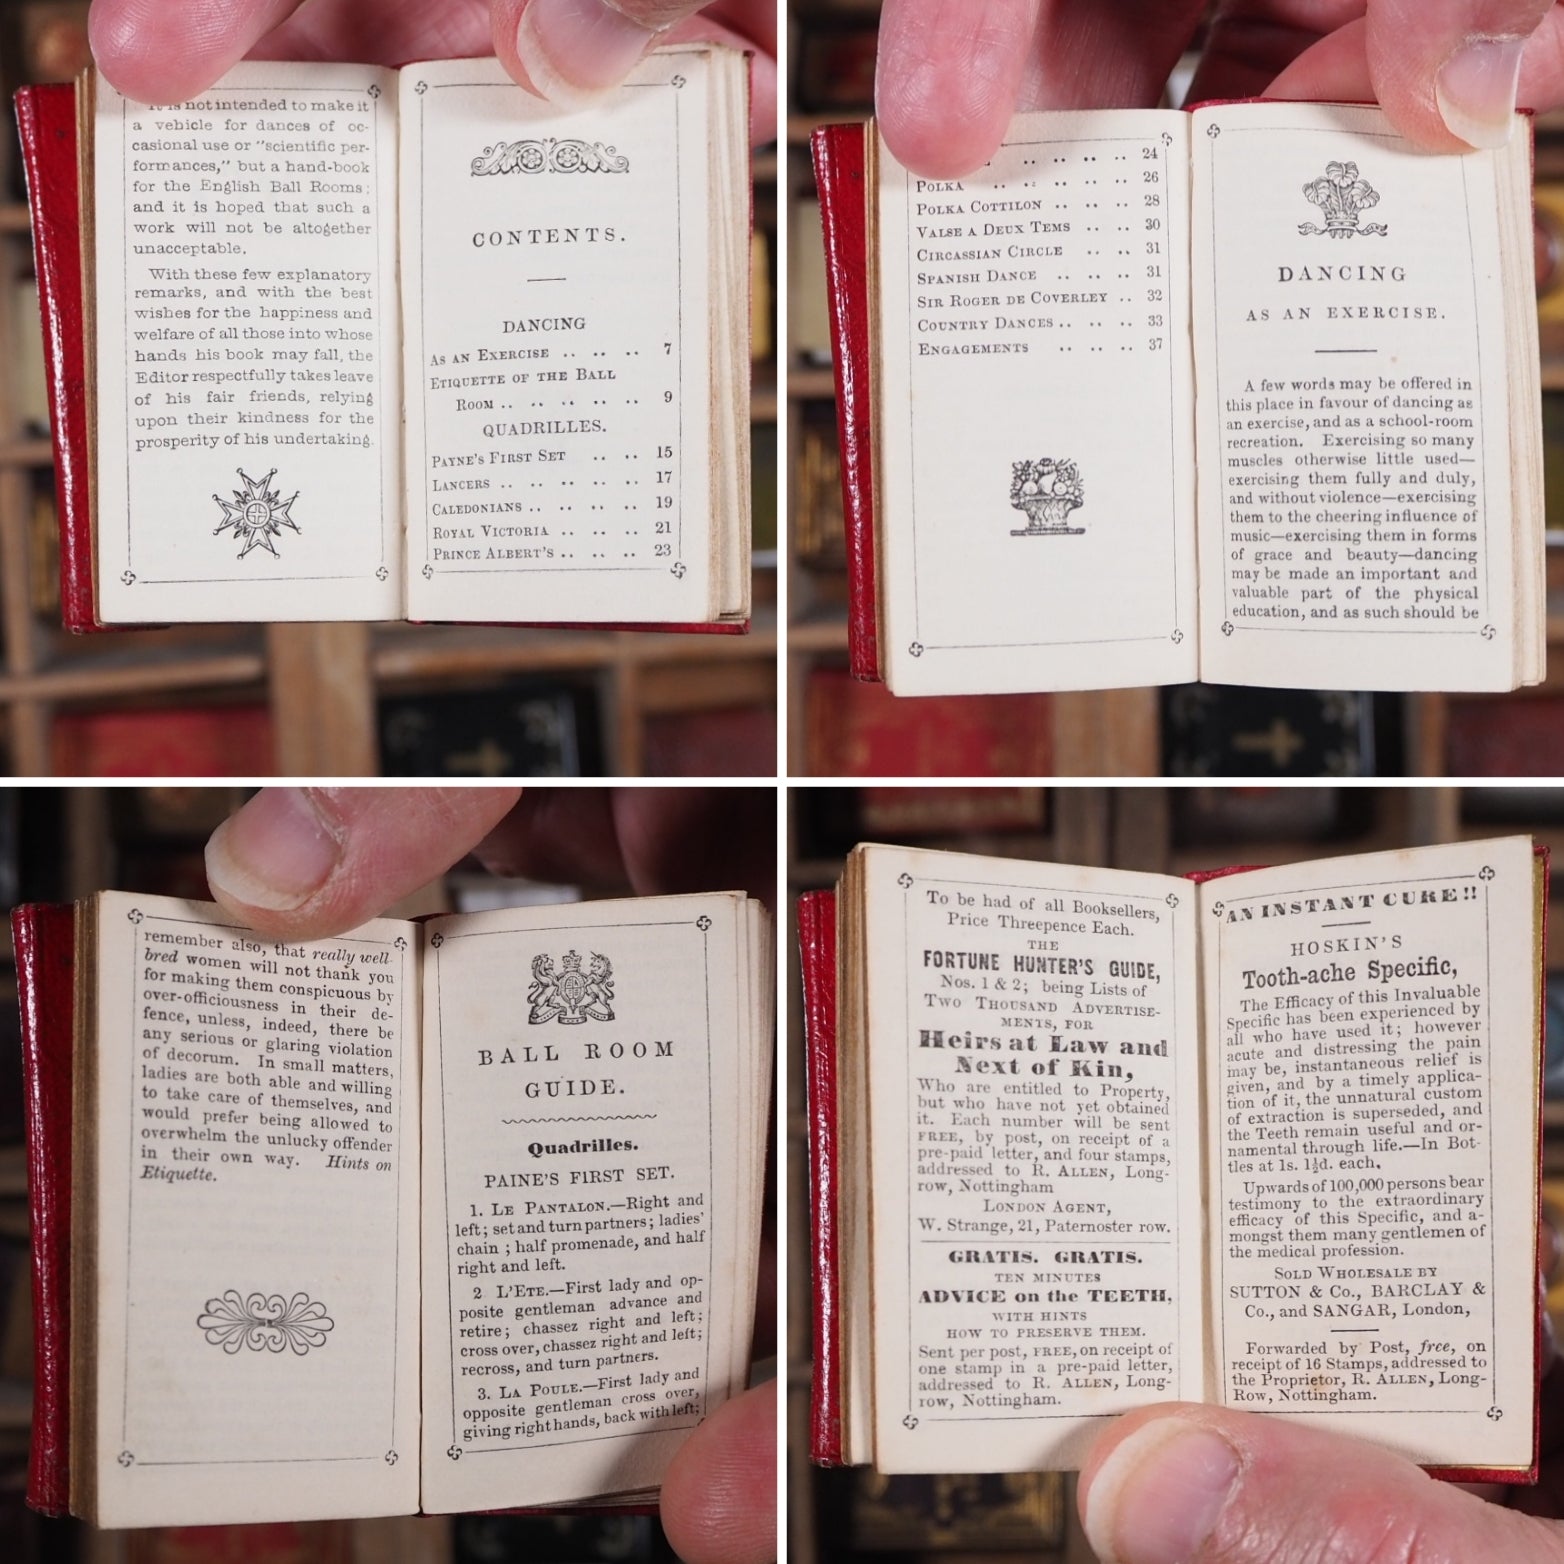 is not intended to make it
a vehicle for dances of oc-
casional use or "scientific per-
formances," but a hand-book
for the English Ball Rooms;
and it is hoped that such a
work will not be altogether
unacceptable.
With these few explanatory
remarks, and with the best
wishes for the happiness and
welfare of all those into whose
hands his book may fall, the
Editor respectfully takes leave
of his fair friends, relying
upon their kindness for the
prosperity of his undertaking.
CONTENTS.
DANCING
AS AN EXERCISE .. .. .. 7
ETIQUETTE OF THE BALL
ROOM .. .. .. .. .. 9
QUADRILLES.
PAYNE'S FIRST SET .. .. 15
LANCERS .. .. .. .. .. 17
CALEDONIANS .. .. .. .. 19
ROYAL VICTORIA .. .. .. 21
PRINCE ALBERT'S .. .. .. 23
.. .. .. .. 24
POLKA .. .. .. .. .. 26
POLKA COTTILON .. .. .. 28
VALSE A DEUX TEMS .. .. 30
CIRCASSIAN CIRCLE .. .. 31
SPANISH DANCE .. .. .. 31
SIR ROGER DE COVERLEY .. 32
COUNTRY DANCES .. .. .. 33
ENGAGEMENTS .. .. .. 37
DANCING
AS AN EXERCISE.
A few words may be offered in
this place in favour of dancing as
an exercise, and as a school-room
recreation. Exercising so many
muscles otherwise little used—
exercising them fully and duly,
and without violence—exercising
them to the cheering influence of
music—exercising them in forms
of grace and beauty—dancing
may be made an important and
valuable part of the physical
education, and as such should be
remember also, that really well-
bred women will not thank you
for making them conspicuous by
over-officiousness in their de-
fence, unless, indeed, there be
any serious or glaring violation
of decorum. In small matters,
ladies are both able and willing
to take care of themselves, and
would prefer being allowed to
overwhelm the unlucky offender
in their own way. Hints on
Etiquette.
BALL ROOM
GUIDE.
Quadrilles.
PAINE'S FIRST SET.
1. LE PANTALON.—Right and
left; set and turn partners; ladies'
chain ; half promenade, and half
right and left.
2 L'ETE.—First lady and op-
posite gentleman advance and
retire; chassez right and left;
cross over, chassez right and left;
recross, and turn partners.
3. LA POULE.—First lady and
opposite gentleman cross over,
giving right hands, back with left;
To be had of all Booksellers,
Price Threepence Each.
THE
FORTUNE HUNTER'S GUIDE,
Nos. 1 & 2; being Lists of
TWO THOUSAND ADVERTISE-
MENTS, FOR
Heirs at Law and
Next of Kin,
Who are entitled to Property,
but who have not yet obtained
it. Each number will be sent
FREE, by post, on receipt of a
pre-paid letter, and four stamps,
addressed to R. ALLEN, Long-
row, Nottingham
LONDON AGENT,
W. Strange, 21, Paternoster row.
GRATIS. GRATIS.
TEN MINUTES
ADVICE on the TEETH,
WITH HINTS
HOW TO PRESERVE THEM.
Sent per post, FREE, on receipt of
one stamp in a pre-paid letter,
addressed to R. ALLEN, Long-
row, Nottingham.
AN INSTANT CURE!!
HOSKIN'S
Tooth-ache Specific,
The Efficacy of this Invaluable
Specific has been experienced by
all who have used it; however
acute and distressing the pain
may be, instantaneous relief is
given, and by a timely applica-
tion of it, the unnatural custom
of extraction is superseded, and
the Teeth remain useful and or-
namental through life.—In Bot-
tles at 1s. 1½d. each.
Upwards of 100,000 persons bear
testimony to the extraordinary
efficacy of this Specific, and a-
mongst them many gentlemen of
the medical profession.
SOLD WHOLESALE BY
SUTTON & Co., BARCLAY &
Co., and SANGAR, London,
Forwarded by Post, free, on
receipt of 16 Stamps, addressed to
the Proprietor, R. ALLEN, Long-
Row, Nottingham.